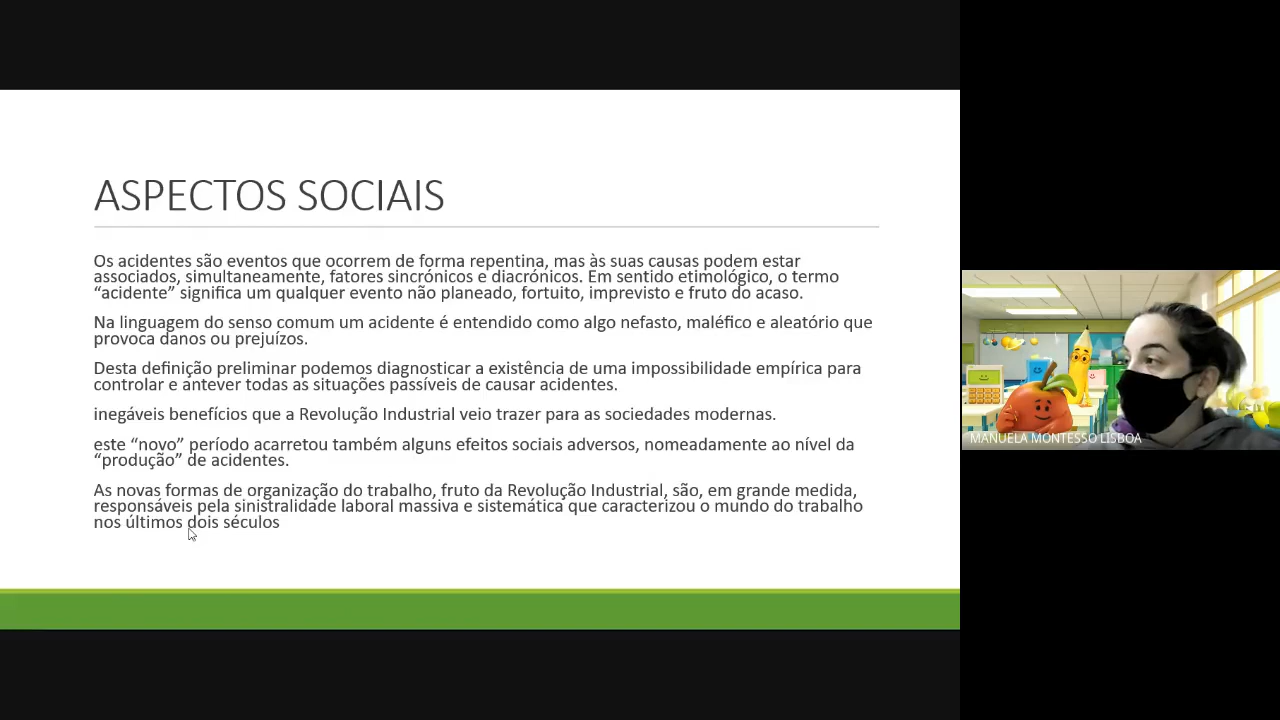 ASPECTOS SOCIAIS
Os acidentes são eventos que ocorrem de forma repentina, mas às suas causas podem estar
associados, simultaneamente, fatores sincrónicos e diacrónicos. Em sentido etimológico, o termo
“acidente” significa um qualquer evento não planeado, fortuito, imprevisto e fruto do acaso.
Na linguagem do senso comum um acidente é entendido como algo nefasto, maléfico e aleatório que
provoca danos ou prejuízos.
Desta definição preliminar podemos diagnosticar a existência de uma impossibilidade empírica para
controlar e antever todas as situações passíveis de causar acidentes.
inegáveis benefícios que a Revolução Industrial veio trazer para as sociedades modernas.
este “novo” período acarretou também alguns efeitos sociais adversos, nomeadamente ao nível da
“produção” de acidentes.
As novas formas de organização do trabalho, fruto da Revolução Industrial, são, em grande medida,
responsáveis pela sinistralidade laboral massiva e sistemática que caracterizou o mundo do trabalho
nos últimos dois séculos
MANUELA MONTESSO LISBOA